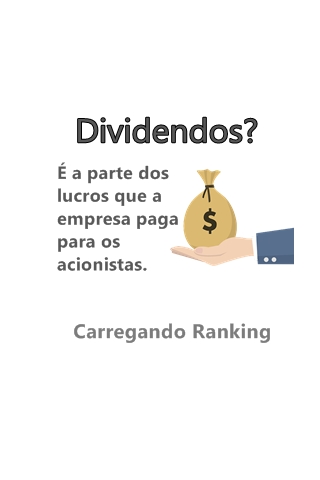 Dividendos?
É a parte dos
lucros que a
empresa paga
para os
acionistas.
$
Carregando Ranking